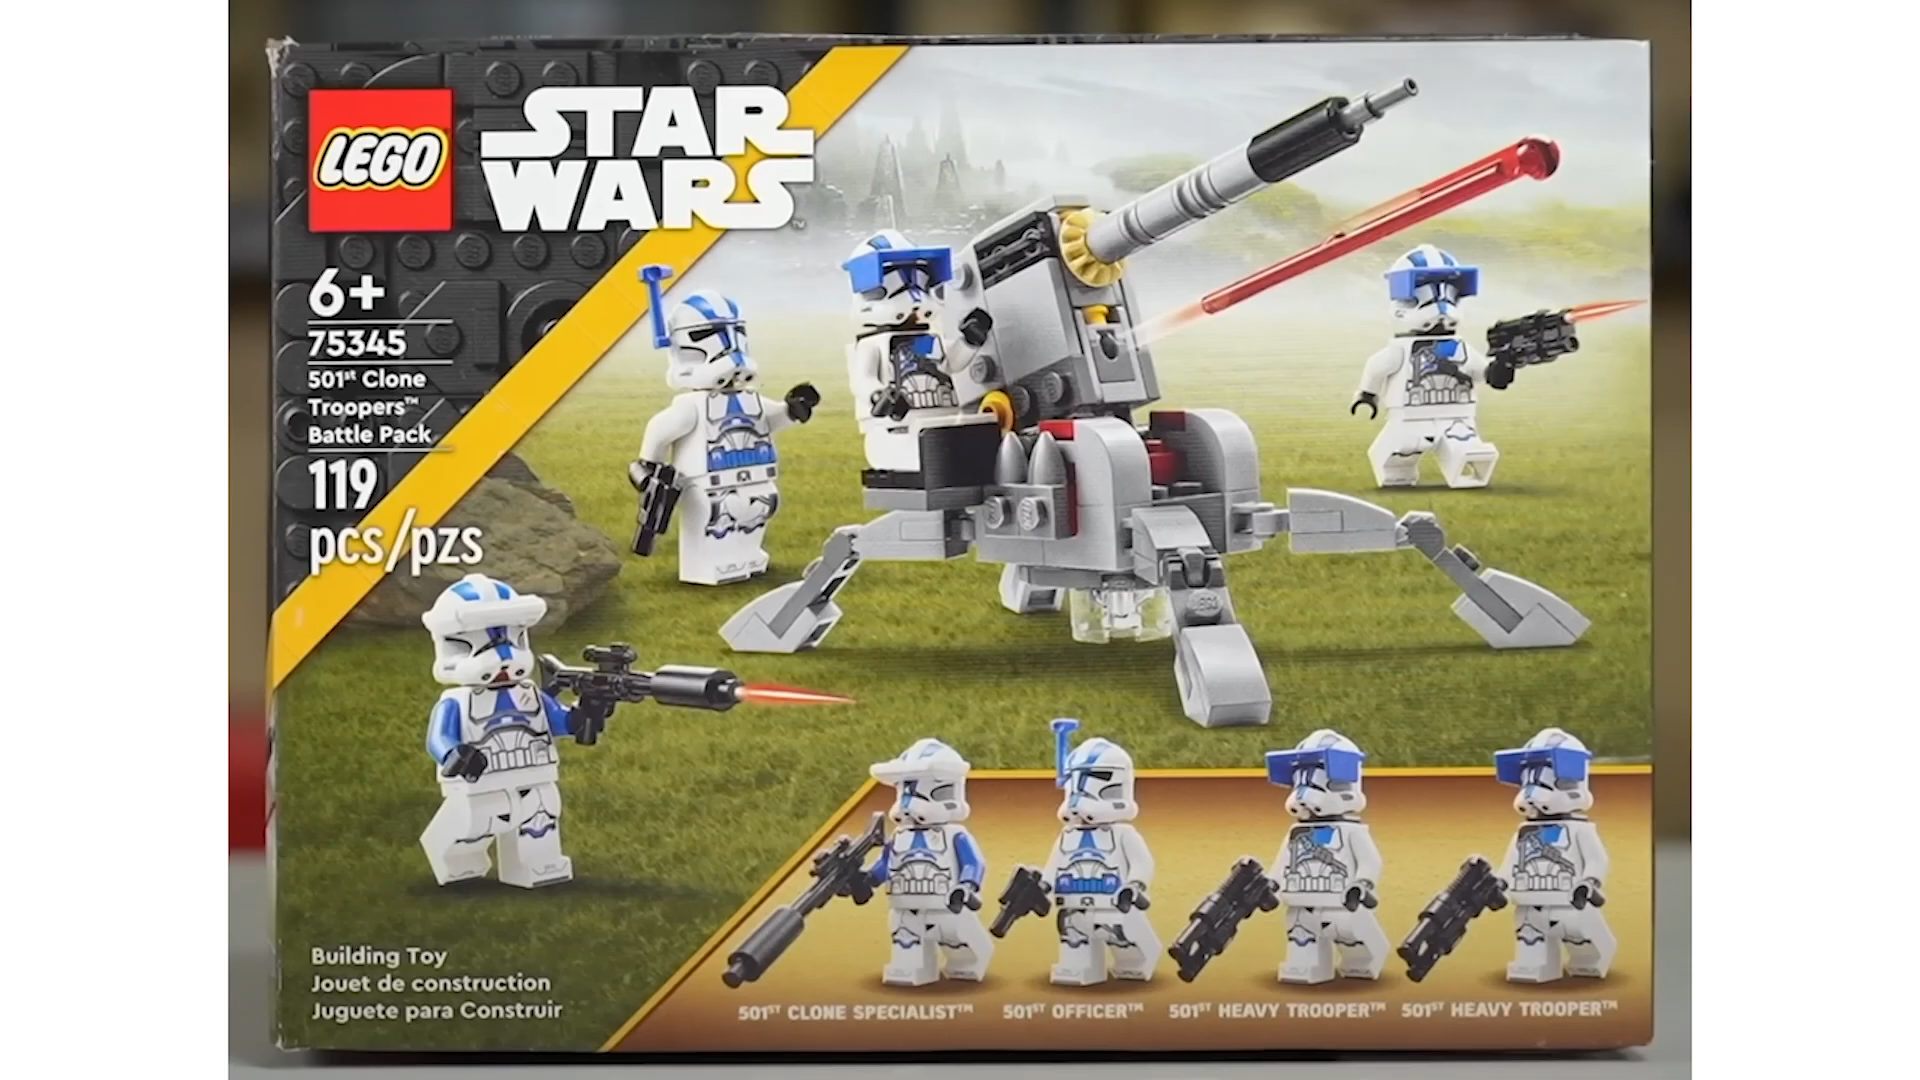 LEGO
STAR
WARS™
6+
75345
501st Clone
Troopers™
Battle Pack
119
pcs/pzs
Building Toy
Jouet de construction
Juguete para Construir
501ST CLONE SPECIALIST™
501ST OFFICER™
501ST HEAVY TROOPER™
501ST HEAVY TROOPER™